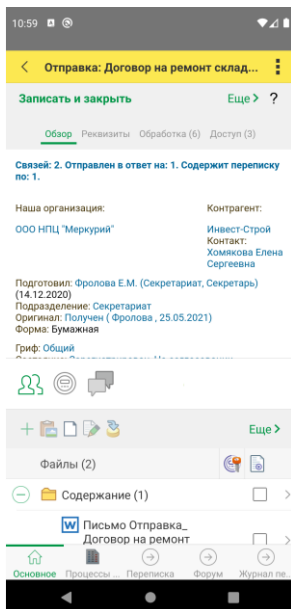 10:59
Отправка: Договор на ремонт склад...
Записать и закрыть Еще ?
Обзор Реквизиты Обработка (6) Доступ (3)
Связей: 2. Отправлен в ответ на: 1. Содержит переписку
по: 1.
Наша организация: Контрагент:
ООО НПЦ "Меркурий" Инвест-Строй
Контакт:
Хомякова Елена
Сергеевна
Подготовил: Фролова Е.М. (Секретариат, Секретарь)
(14.12.2020)
Подразделение: Секретариат
Оригинал: Получен ( Фролова , 25.05.2021)
Форма: Бумажная
Гриф: Общий
Еще
Файлы (2)
Содержание (1)
W Письмо Отправка_
Договор на ремонт
Основное Процессы ... Переписка Форум Журнал пе...